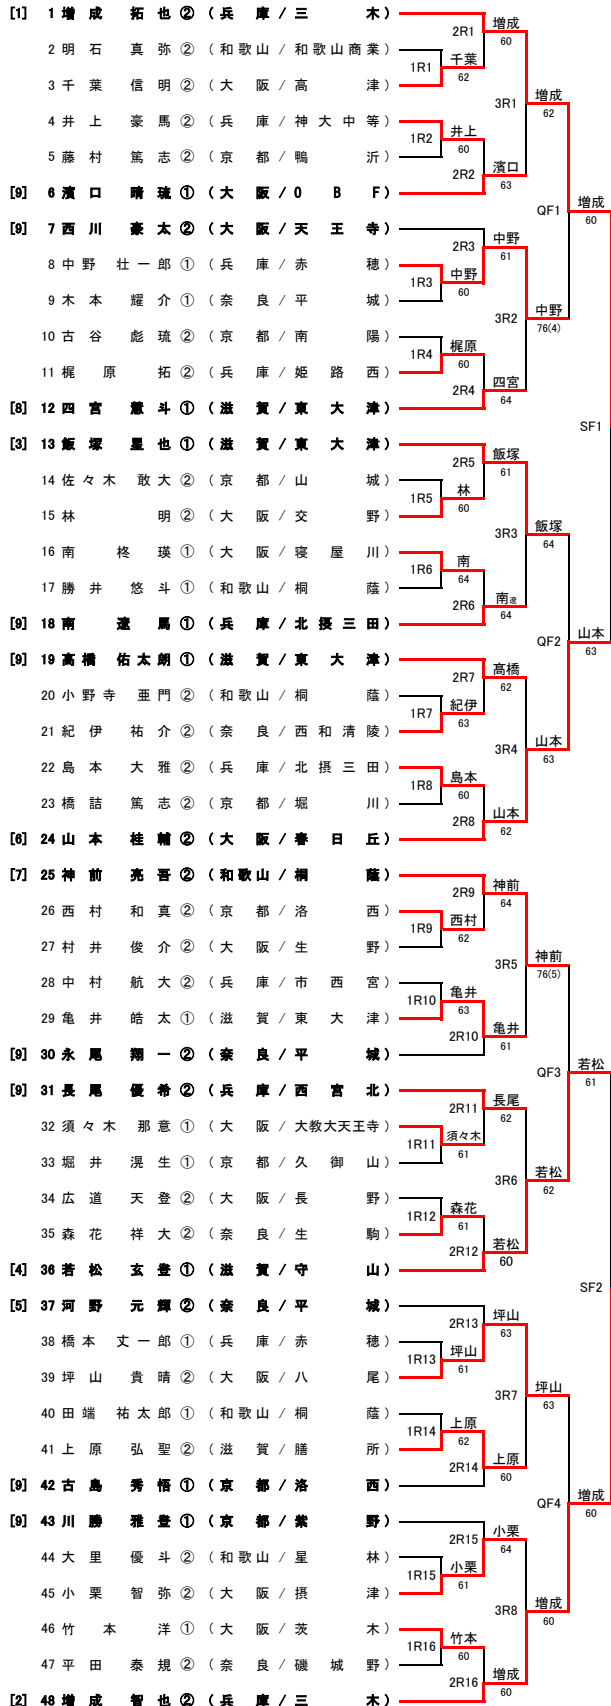 [1] 1 増成 拓也 ② (兵庫/三木)
2 明石 真弥 ② (和歌山/和歌山商業)
3 千葉 信明 ② (大阪/高津)
4 井上 豪馬 ② (兵庫/神大中等)
5 藤村 篤志 ② (京都/鴨沂)
[9] 6 濱口 晴琉 ① (大阪/OBF)
[9] 7 西川 豪太 ② (大阪/天王寺)
8 中野 壮一郎 ① (兵庫/赤穂)
9 木本 耀介 ① (奈良/平城)
10 古谷 彪琉 ② (京都/南陽)
11 梶原 拓 ② (兵庫/姫路西)
[8] 12 四宮 慧斗 ① (滋賀/東大津)
[3] 13 飯塚 星也 ① (滋賀/東大津)
14 佐々木 敢大 ② (京都/山城)
15 林 明 ② (大阪/交野)
16 南 柊瑛 ① (大阪/寝屋川)
17 勝井 悠斗 ① (和歌山/桐蔭)
[9] 18 南 遼馬 ① (兵庫/北摂三田)
[9] 19 高橋 佑太朗 ① (滋賀/東大津)
20 小野寺 亜門 ② (和歌山/桐蔭)
21 紀伊 祐介 ② (奈良/西和清陵)
22 島本 大雅 ② (兵庫/北摂三田)
23 橋詰 篤志 ② (京都/堀川)
[6] 24 山本 桂輔 ② (大阪/春日丘)
[7] 25 神前 亮吾 ② (和歌山/桐蔭)
26 西村 和真 ② (京都/洛西)
27 村井 俊介 ② (大阪/生野)
28 中村 航大 ② (兵庫/市西宮)
29 亀井 皓太 ① (滋賀/東大津)
[9] 30 永尾 翔一 ② (奈良/平城)
[9] 31 長尾 優希 ② (兵庫/西宮北)
32 須々木 那意 ① (大阪/大教大天王寺)
33 堀井 滉生 ① (京都/久御山)
34 広道 天登 ② (大阪/長野)
35 森花 祥大 ② (奈良/生駒)
[4] 36 若松 玄登 ① (滋賀/守山)
[5] 37 河野 元輝 ② (奈良/平城)
38 橋本 丈一郎 ① (兵庫/赤穂)
39 坪山 貴晴 ② (大阪/八尾)
40 田端 祐太郎 ① (和歌山/桐蔭)
41 上原 弘聖 ② (滋賀/膳所)
[9] 42 古島 秀悟 ① (京都/洛西)
[9] 43 川勝 雅登 ① (京都/紫野)
44 大里 優斗 ② (和歌山/星林)
45 小栗 智弥 ② (大阪/摂津)
46 竹本 洋 ① (大阪/茨木)
47 平田 泰規 ② (奈良/磯城野)
[2] 48 増成 智也 ② (兵庫/三木)
1R1 千葉 62
1R2 井上 60
1R3 中野 60
1R4 梶原 60
1R5 林 60
1R6 南 64
1R7 紀伊 63
1R8 島本 60
1R9 西村 62
1R10 亀井 63
1R11 須々木 61
1R12 森花 61
1R13 坪山 61
1R14 上原 62
1R15 小栗 61
1R16 竹本 60
2R1 増成 60
2R2 濱口 63
2R3 中野 61
2R4 四宮 64
2R5 飯塚 61
2R6 南遼 64
2R7 髙橋 62
2R8 山本 62
2R9 神前 64
2R10 亀井 61
2R11 長尾 62
2R12 若松 60
2R13 坪山 63
2R14 上原 60
2R15 小栗 64
2R16 増成 60
3R1 増成 62
3R2 中野 76(4)
3R3 飯塚 64
3R4 山本 63
3R5 神前 76(5)
3R6 若松 62
3R7 坪山 63
3R8 増成 60
QF1 増成 60
QF2 山本 63
QF3 若松 61
QF4 増成 60
SF1
SF2